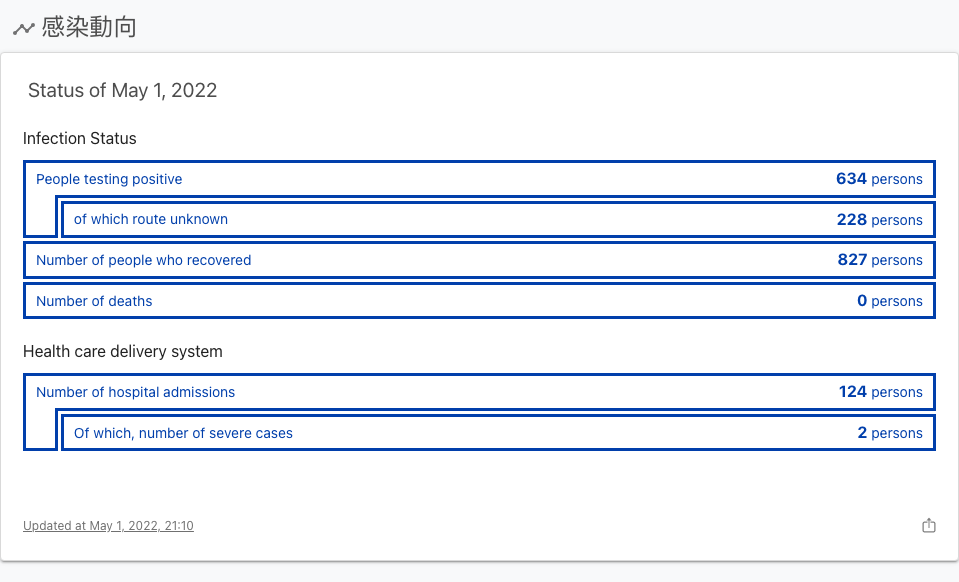 感染動向
Status of May 1, 2022
Infection Status
People testing positive 634 persons
of which route unknown 228 persons
Number of people who recovered 827 persons
Number of deaths 0 persons
Health care delivery system
Number of hospital admissions 124 persons
Of which, number of severe cases 2 persons
Updated at May 1, 2022, 21:10